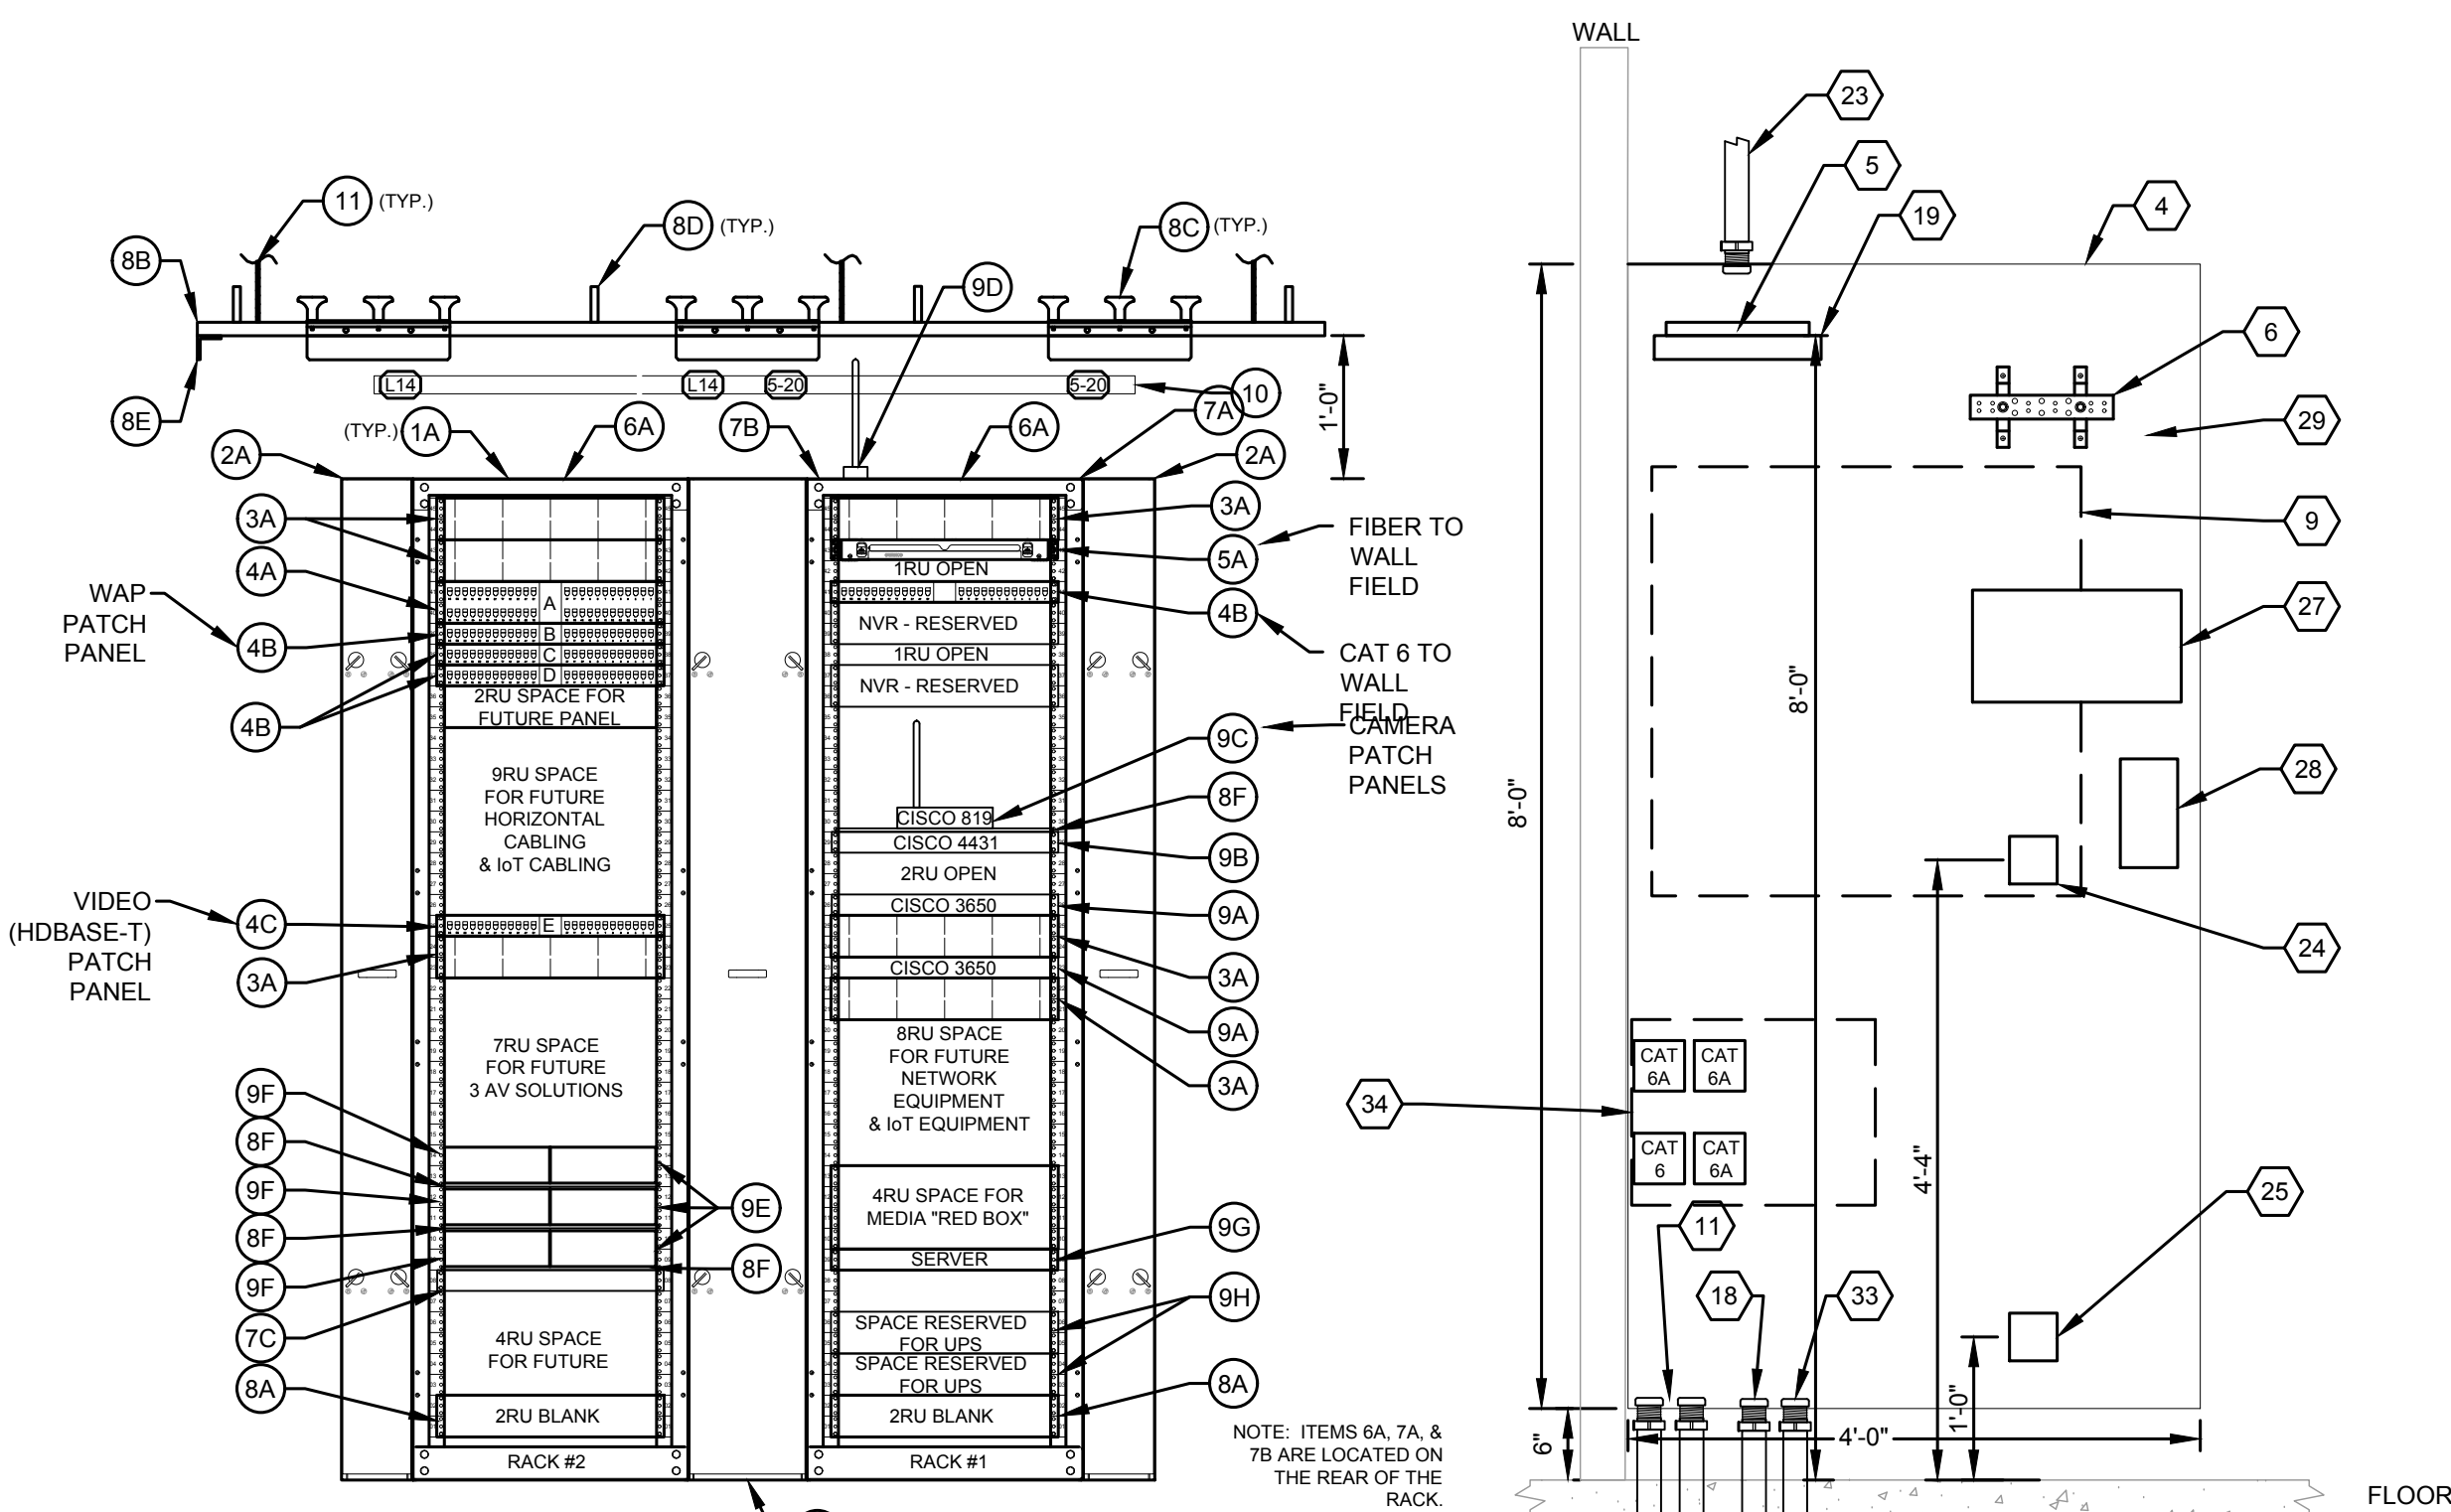 WALL
23
5
4
19
11 (TYP.)
8D (TYP.)
8C (TYP.)
8B
9D
6
8E
L14
L14
5-20
5-20
10
1'-0"
7A
29
(TYP.) 1A
6A
7B
6A
2A
2A
3A
3A
FIBER TO
WALL
FIELD
9
4A
5A
1RU OPEN
WAP
PATCH
PANEL
A
4B
27
4B
B
NVR - RESERVED
C
1RU OPEN
CAT 6 TO
WALL
FIELD
D
NVR - RESERVED
8'-0"
4B
2RU SPACE FOR
FUTURE PANEL
9C
CAMERA
PATCH
PANELS
9RU SPACE
FOR FUTURE
HORIZONTAL
CABLING
& IoT CABLING
28
8F
8'-0"
CISCO 819
CISCO 4431
9B
2RU OPEN
VIDEO
(HDBASE-T)
PATCH
PANEL
4C
E
CISCO 3650
9A
24
3A
3A
CISCO 3650
9A
7RU SPACE
FOR FUTURE
3 AV SOLUTIONS
8RU SPACE
FOR FUTURE
NETWORK
EQUIPMENT
& IoT EQUIPMENT
3A
CAT
6A
CAT
6A
34
9F
8F
CAT
6
CAT
6A
4'-4"
9F
9E
4RU SPACE FOR
MEDIA "RED BOX"
25
8F
9G
11
SERVER
9F
8F
9H
18
33
7C
4RU SPACE
FOR FUTURE
SPACE RESERVED
FOR UPS
SPACE RESERVED
FOR UPS
8A
8A
2RU BLANK
2RU BLANK
1'-0"
NOTE: ITEMS 6A, 7A, &
7B ARE LOCATED ON
THE REAR OF THE
RACK.
6"
4'-0"
RACK #2
RACK #1
FLOOR